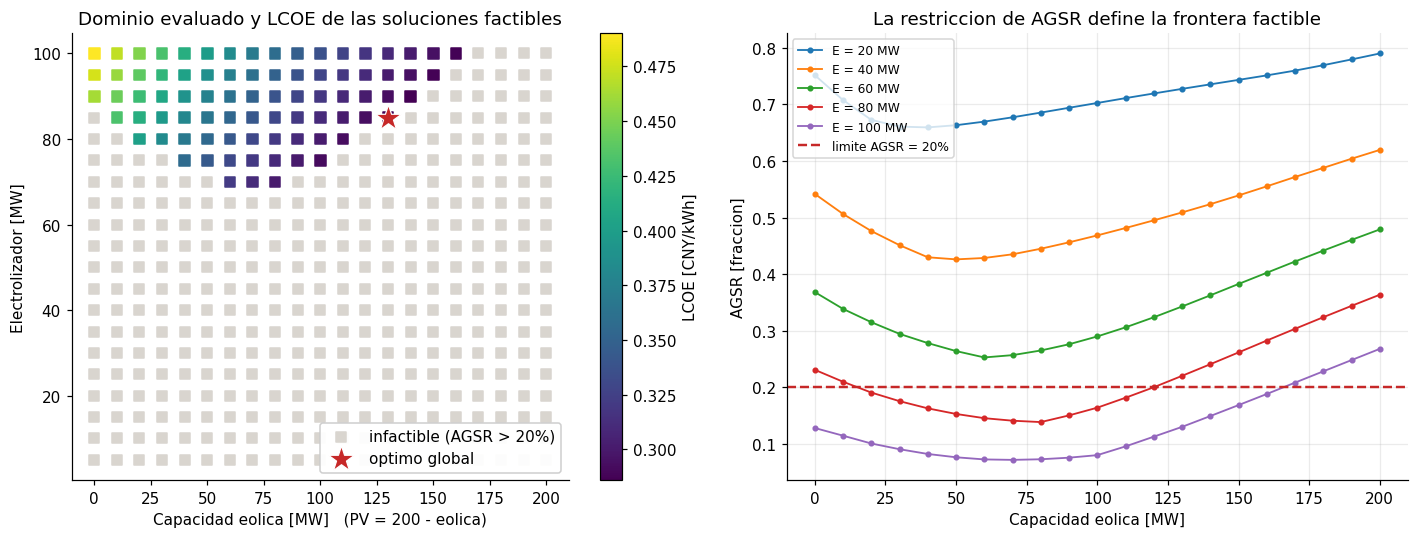 Dominio evaluado y LCOE de las soluciones factibles
100
80
60
40
20
Electrolizador [MW]
0 25 50 75 100 125 150 175 200
Capacidad eolica [MW] (PV = 200 - eolica)
infactible (AGSR > 20%)
optimo global
0.475
0.450
0.425
0.400
0.375
0.350
0.325
0.300
LCOE [CNY/kWh]
La restriccion de AGSR define la frontera factible
E = 20 MW
E = 40 MW
E = 60 MW
E = 80 MW
E = 100 MW
limite AGSR = 20%
0.8
0.7
0.6
0.5
0.4
0.3
0.2
0.1
AGSR [fraccion]
0 25 50 75 100 125 150 175 200
Capacidad eolica [MW]